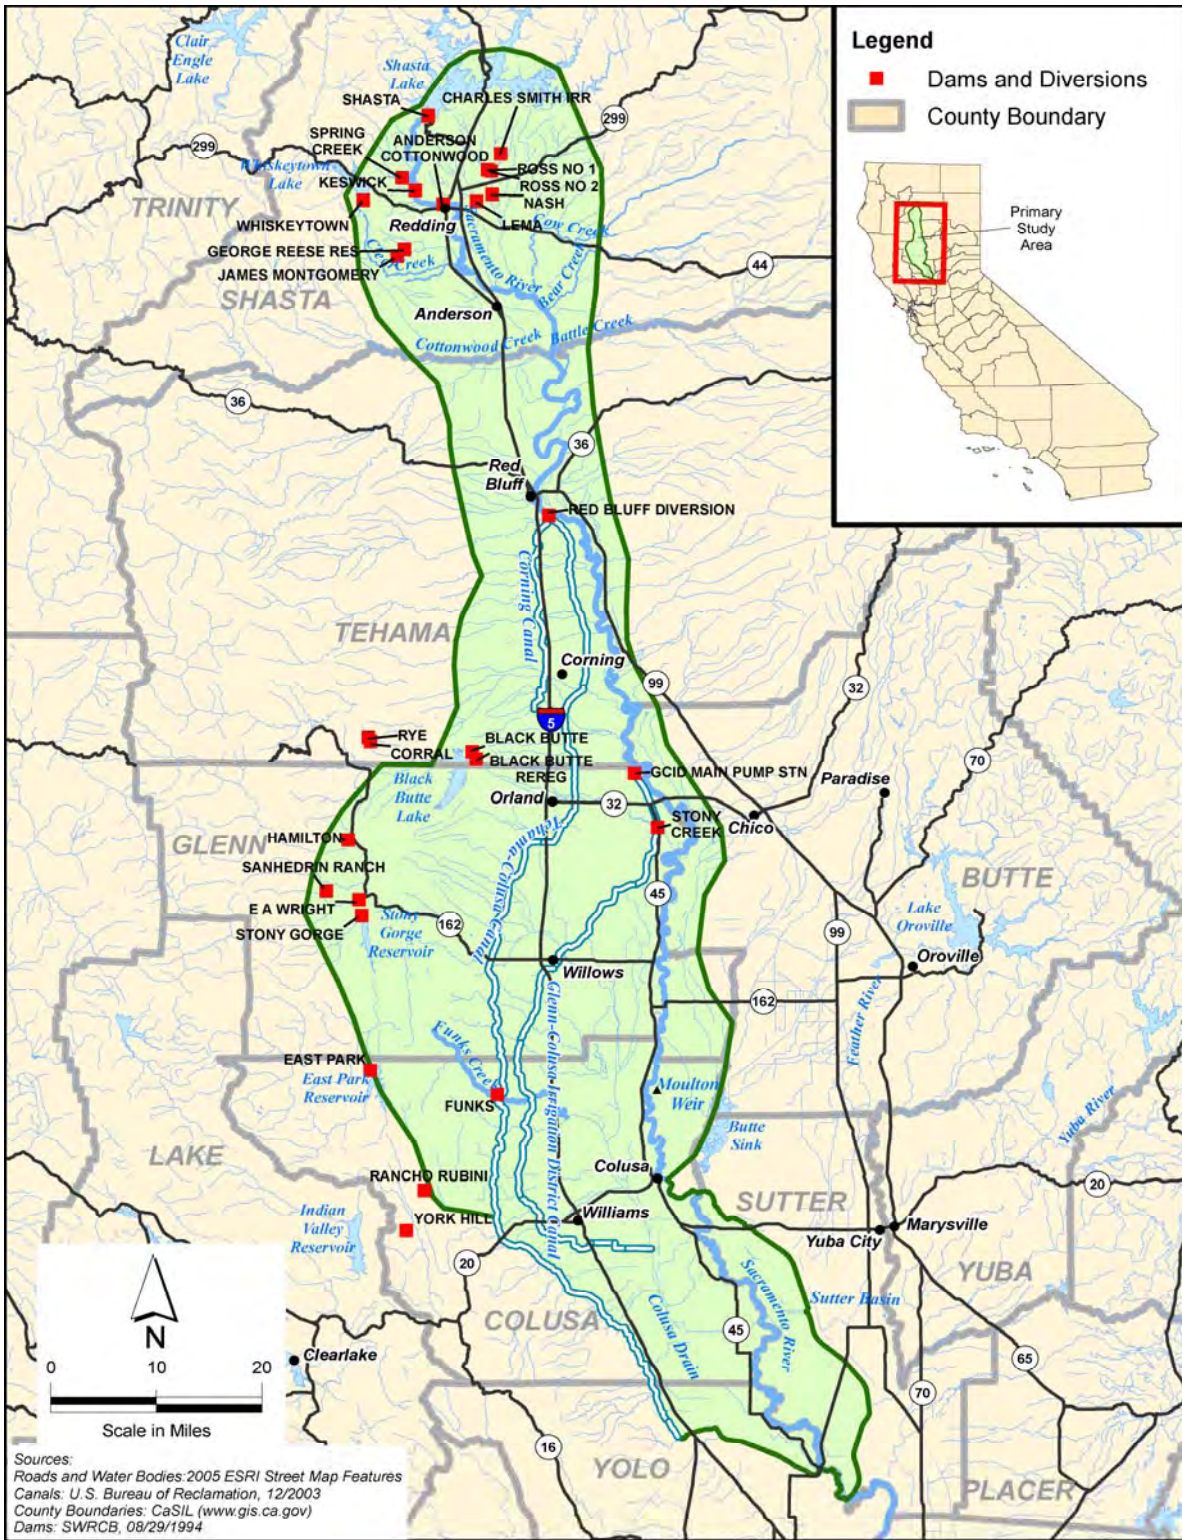 Legend
Dams and Diversions
County Boundary
Primary
Study
Area
Clair
Engle
Lake
Shasta
Lake
SHASTA
CHARLES SMITH IRR
299
SPRING
CREEK
ANDERSON
COTTONWOOD
299
Whiskeytown
Lake
KESWICK
ROSS NO 1
ROSS NO 2
NASH
TRINITY
WHISKEYTOWN
Redding
LEMA
Cow Creek
GEORGE REESE RES
Clear Creek
JAMES MONTGOMERY
Sacramento River
Bear Creek
44
SHASTA
Anderson
Cottonwood Creek
Battle Creek
36
36
Red
Bluff
RED BLUFF DIVERSION
Corning Canal
TEHAMA
Corning
99
32
5
RYE
CORRAL
BLACK BUTTE
BLACK BUTTE
REREG
GCID MAIN PUMP STN
70
Black
Butte
Lake
Orland
32
Paradise
STONY
CREEK
Chico
GLENN
HAMILTON
Tehama-Colusa Canal
SANHEDRIN RANCH
45
BUTTE
E A WRIGHT
STONY GORGE
Stony
Gorge
Reservoir
162
Lake
Oroville
99
Oroville
Willows
162
Glenn-Colusa Irrigation District Canal
Feather River
Funks Creek
EAST PARK
East Park
Reservoir
FUNKS
Moulton
Weir
Butte
Sink
Yuba River
LAKE
RANCHO RUBINI
Colusa
SUTTER
20
Indian
Valley
Reservoir
YORK HILL
Williams
Marysville
Yuba City
20
YUBA
N
COLUSA
Colusa Drain
Sacramento River
Sutter Basin
45
65
Clearlake
0 10 20
Scale in Miles
70
16
YOLO
PLACER
Sources:
Roads and Water Bodies:2005 ESRI Street Map Features
Canals: U.S. Bureau of Reclamation, 12/2003
County Boundaries: CaSIL (www.gis.ca.gov)
Dams: SWRCB, 08/29/1994